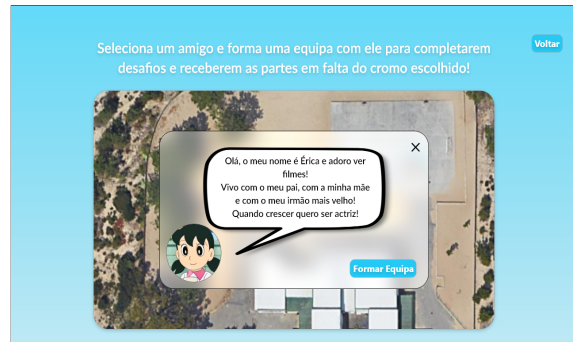 Seleciona um amigo e forma uma equipa com ele para completarem
desafios e receberem as partes em falta do cromo escolhido!
Voltar
Olá, o meu nome é Érica e adoro ver
filmes!
Vivo com o meu pai, com a minha mãe
e com o meu irmão mais velho!
Quando crescer quero ser actriz!
Formar Equipa